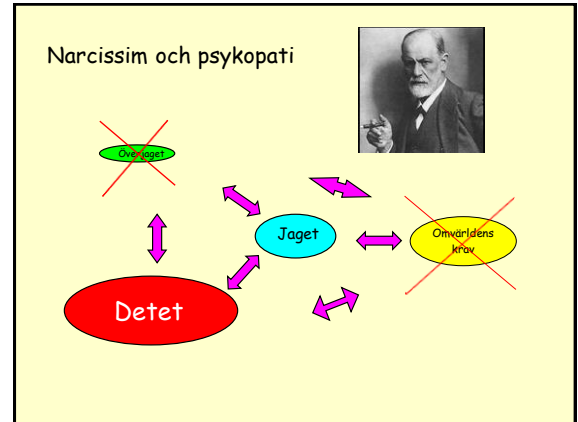 Narcissim och psykopati
Överjaget
Jaget
Omvärldens
krav
Detet